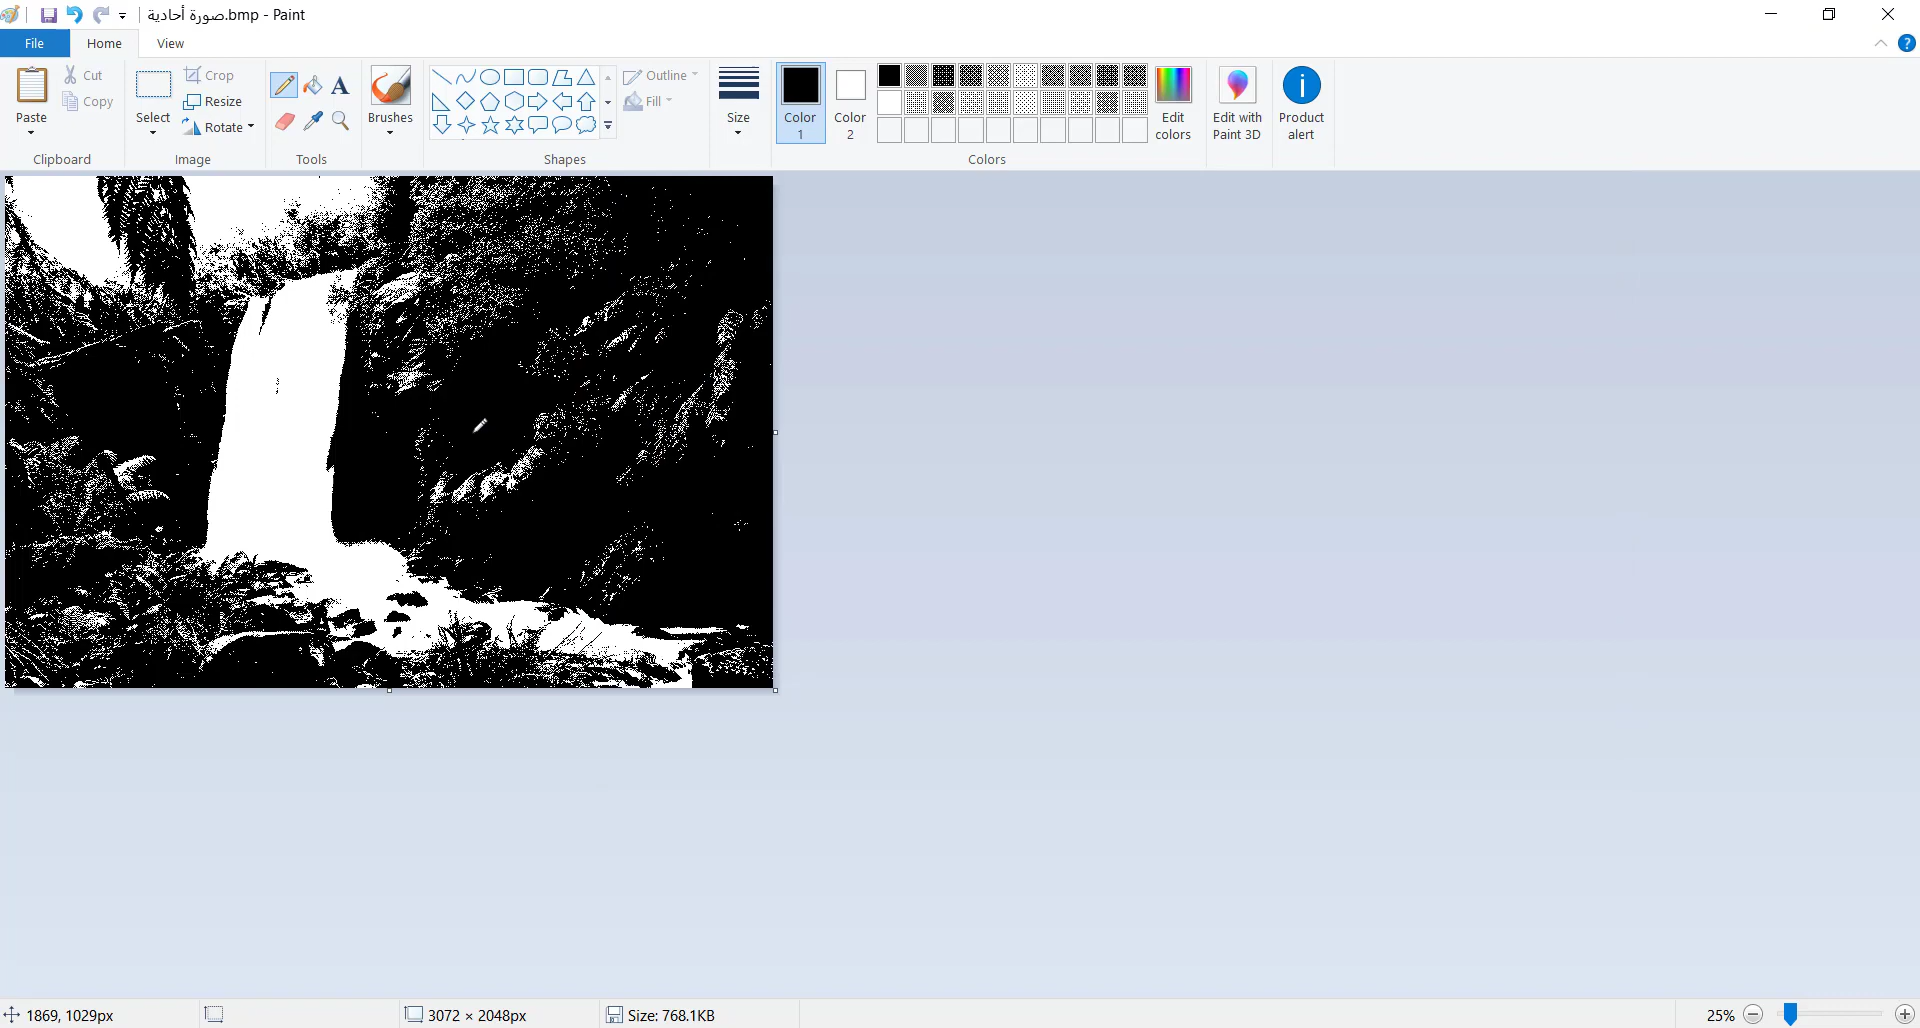 صورة أحادية.bmp - Paint
File Home View
Paste
Cut
Copy
Clipboard
Select
Crop
Resize
Rotate
Image
A
Tools
Brushes
Shapes
Outline
Fill
Size
Color 1
Color 2
Colors
Edit colors
Edit with Paint 3D
Product alert
1869, 1029px
3072 × 2048px
Size: 768.1KB
25%